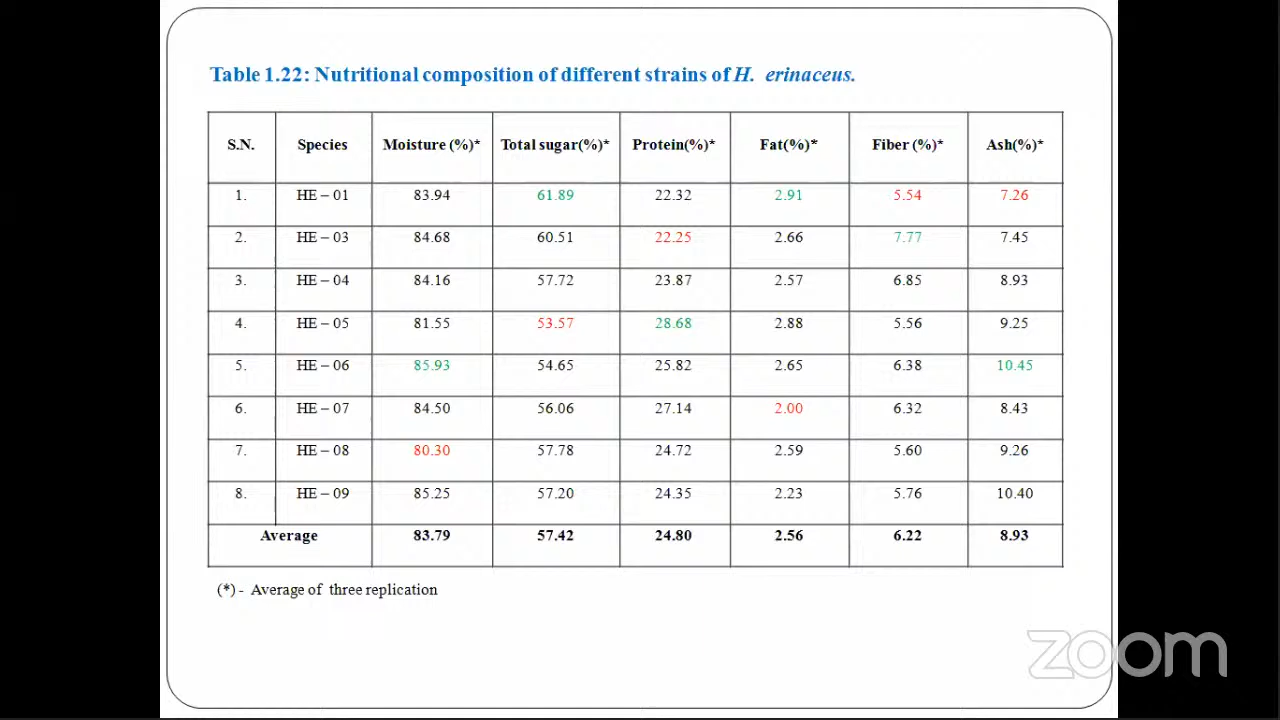 Table 1.22: Nutritional composition of different strains of H. erinaceus.
S.N. Species Moisture (%)* Total sugar(%)* Protein(%)* Fat(%)* Fiber (%)* Ash(%)*
1. HE – 01 83.94 61.89 22.32 2.91 5.54 7.26
2. HE – 03 84.68 60.51 22.25 2.66 7.77 7.45
3. HE – 04 84.16 57.72 23.87 2.57 6.85 8.93
4. HE – 05 81.55 53.57 28.68 2.88 5.56 9.25
5. HE – 06 85.93 54.65 25.82 2.65 6.38 10.45
6. HE – 07 84.50 56.06 27.14 2.00 6.32 8.43
7. HE – 08 80.30 57.78 24.72 2.59 5.60 9.26
8. HE – 09 85.25 57.20 24.35 2.23 5.76 10.40
Average 83.79 57.42 24.80 2.56 6.22 8.93
(*) - Average of three replication
zoom